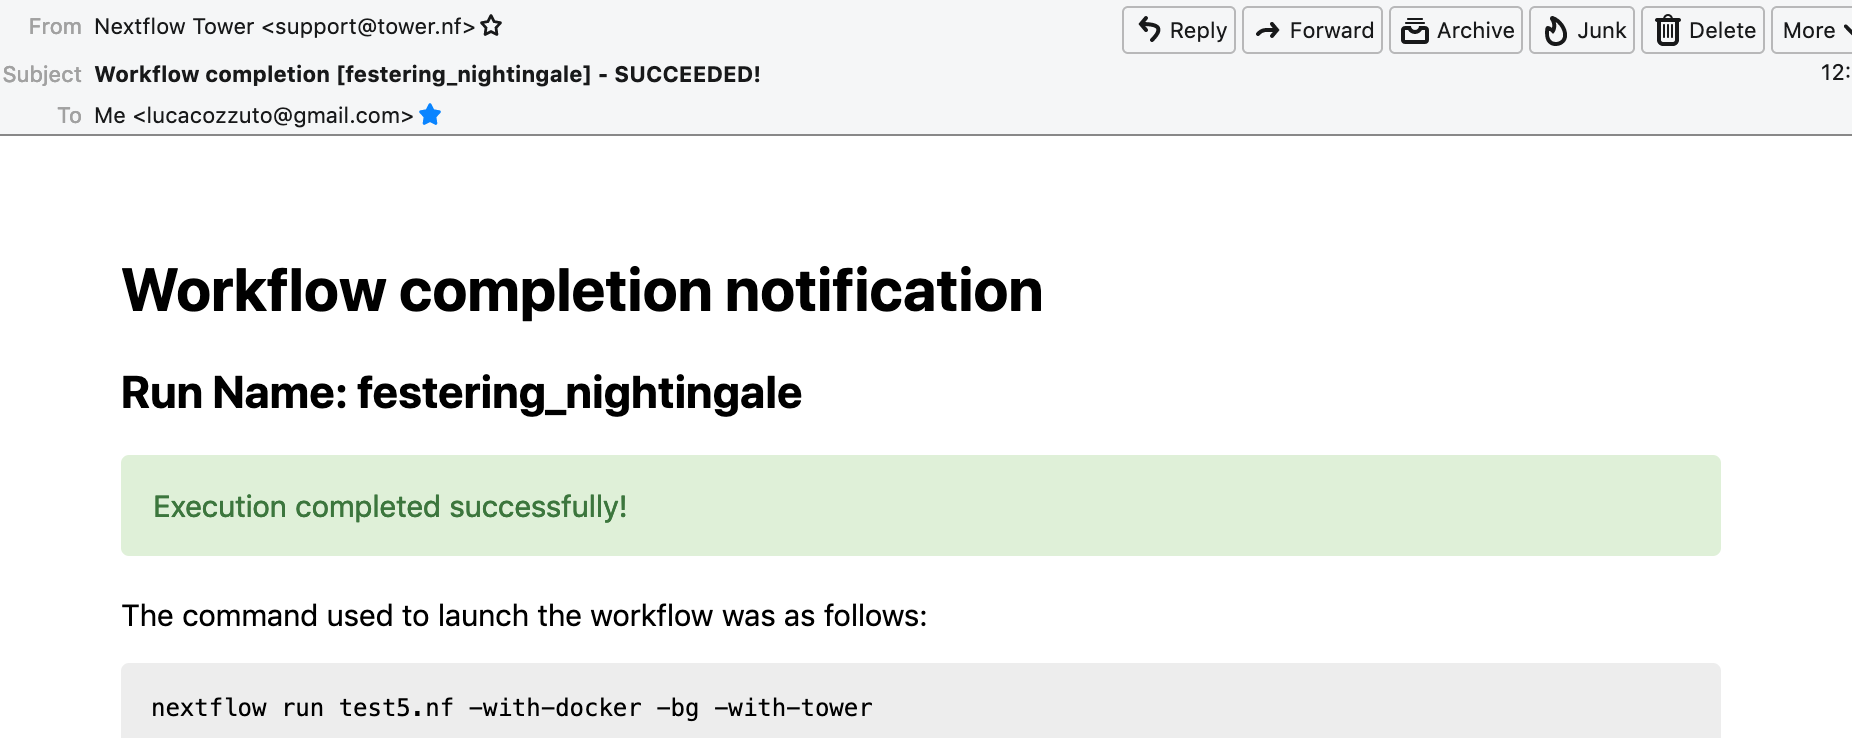 From Nextflow Tower <support@tower.nf>
Reply Forward Archive Junk Delete More
Subject Workflow completion [festering_nightingale] - SUCCEEDED!
12:
To Me <lucacozzuto@gmail.com>
Workflow completion notification
Run Name: festering_nightingale
Execution completed successfully!
The command used to launch the workflow was as follows:
nextflow run test5.nf -with-docker -bg -with-tower